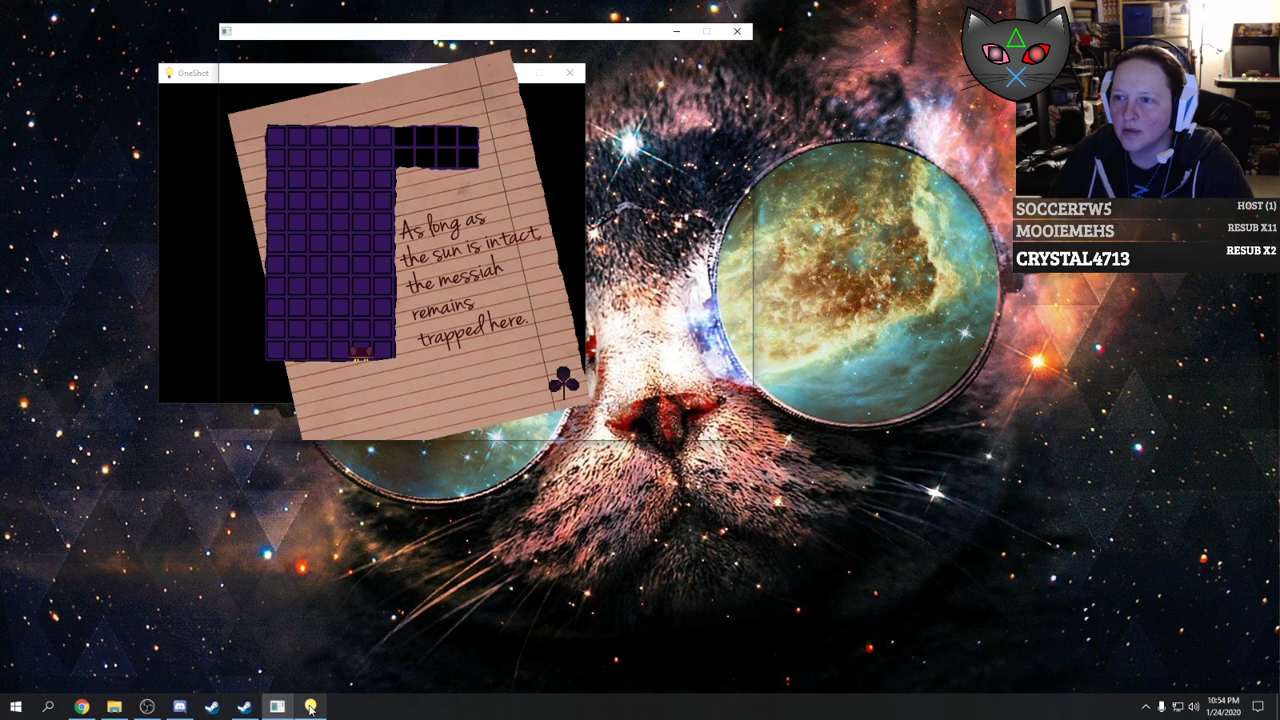 OneShot
As long as
the sun is intact,
the messiah
remains
trapped here.
SOCCERFW5 HOST (1)
MOOIEMEHS RESUB X11
CRYSTAL4713 RESUB X2
10:54 PM
1/24/2020